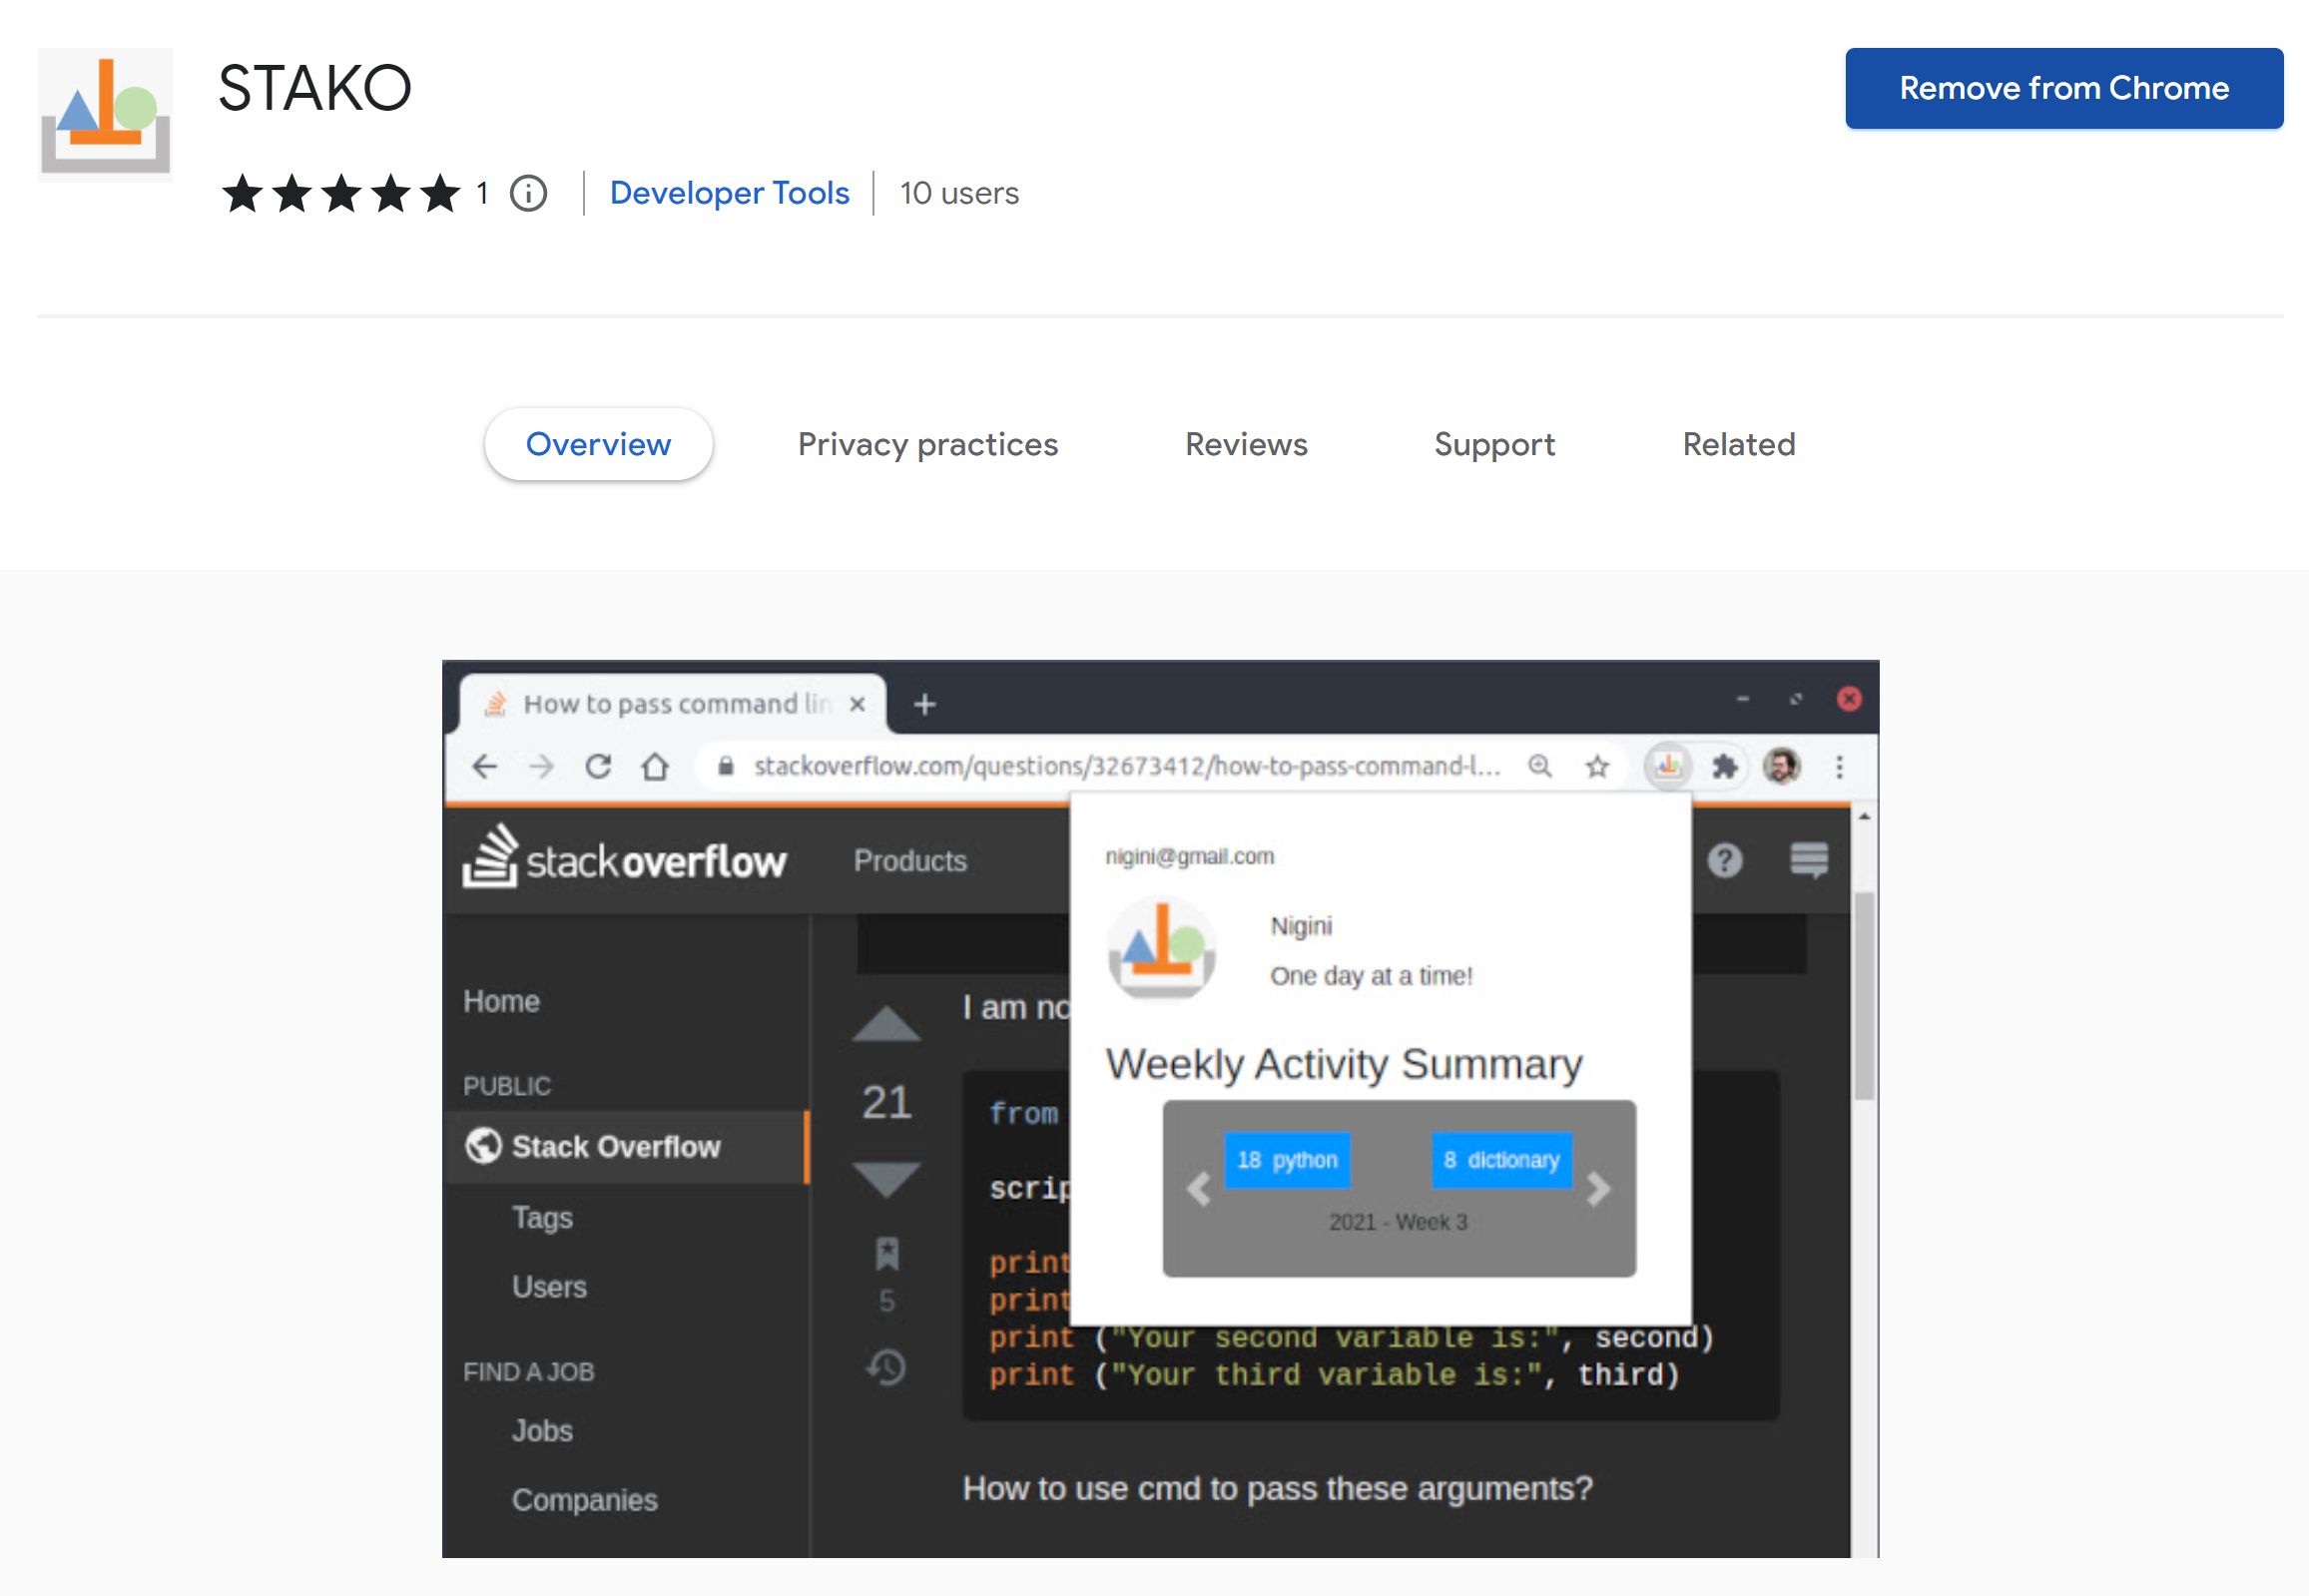 STAKO
Remove from Chrome
1
Developer Tools
10 users
Overview
Privacy practices
Reviews
Support
Related
How to pass command lin
stackoverflow.com/questions/32673412/how-to-pass-command-l...
stackoverflow
Products
nigini@gmail.com
Nigini
One day at a time!
Weekly Activity Summary
18 python
8 dictionary
2021 - Week 3
Home
PUBLIC
Stack Overflow
Tags
Users
FIND A JOB
Jobs
Companies
21
5
I am no
from
scrip
print
print
print ("Your second variable is:", second)
print ("Your third variable is:", third)
How to use cmd to pass these arguments?